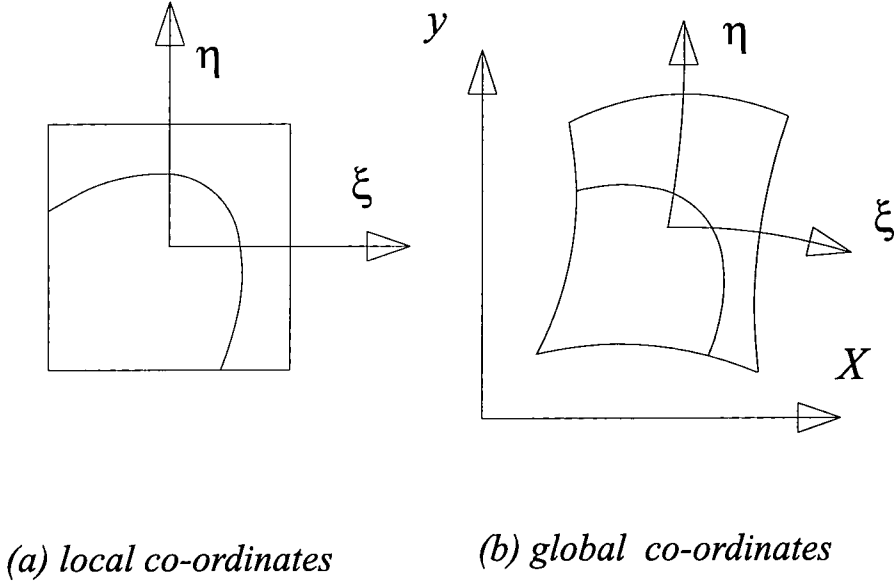 η
ξ
y
η
ξ
X
(a) local co-ordinates
(b) global co-ordinates